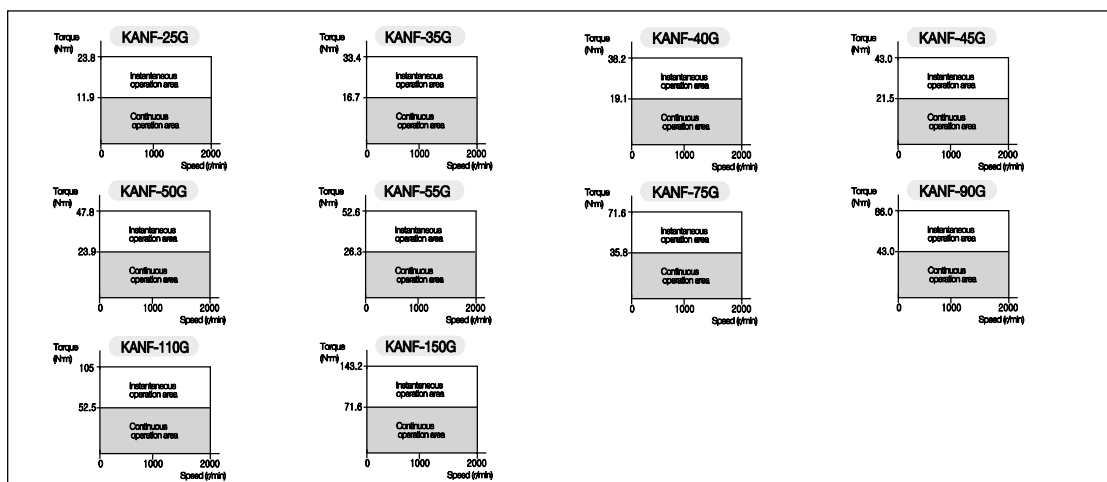 Torque
(N·m)
KANF-25G
23.8
Instantaneous
operation area
11.9
Continuous
operation area
0 1000 2000
Speed (r/min)
Torque
(N·m)
KANF-35G
33.4
Instantaneous
operation area
16.7
Continuous
operation area
0 1000 2000
Speed (r/min)
Torque
(N·m)
KANF-40G
38.2
Instantaneous
operation area
19.1
Continuous
operation area
0 1000 2000
Speed (r/min)
Torque
(N·m)
KANF-45G
43.0
Instantaneous
operation area
21.5
Continuous
operation area
0 1000 2000
Speed (r/min)
Torque
(N·m)
KANF-50G
47.8
Instantaneous
operation area
23.9
Continuous
operation area
0 1000 2000
Speed (r/min)
Torque
(N·m)
KANF-55G
52.6
Instantaneous
operation area
26.3
Continuous
operation area
0 1000 2000
Speed (r/min)
Torque
(N·m)
KANF-75G
71.6
Instantaneous
operation area
35.8
Continuous
operation area
0 1000 2000
Speed (r/min)
Torque
(N·m)
KANF-90G
86.0
Instantaneous
operation area
43.0
Continuous
operation area
0 1000 2000
Speed (r/min)
Torque
(N·m)
KANF-110G
105
Instantaneous
operation area
52.5
Continuous
operation area
0 1000 2000
Speed (r/min)
Torque
(N·m)
KANF-150G
143.2
Instantaneous
operation area
71.6
Continuous
operation area
0 1000 2000
Speed (r/min)